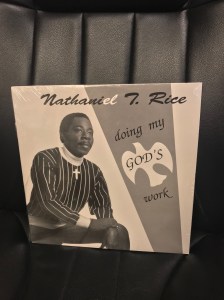 Nathaniel T. Rice
doing my
GOD'S
work